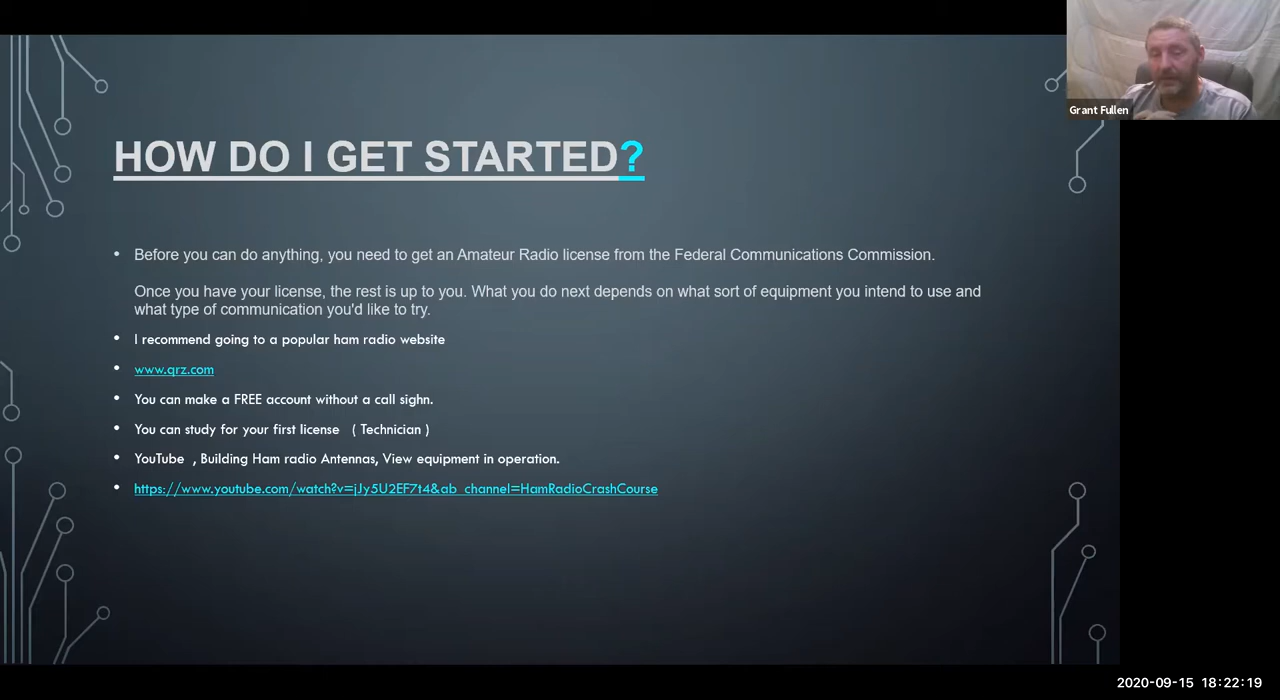 Grant Fullen
HOW DO I GET STARTED?
• Before you can do anything, you need to get an Amateur Radio license from the Federal Communications Commission.
Once you have your license, the rest is up to you. What you do next depends on what sort of equipment you intend to use and
what type of communication you'd like to try.
• I recommend going to a popular ham radio website
• www.qrz.com
• You can make a FREE account without a call sighn.
• You can study for your first license ( Technician )
• YouTube , Building Ham radio Antennas, View equipment in operation.
• https://www.youtube.com/watch?v=jJy5U2EF7t4&ab_channel=HamRadioCrashCourse
2020-09-15 18:22:19